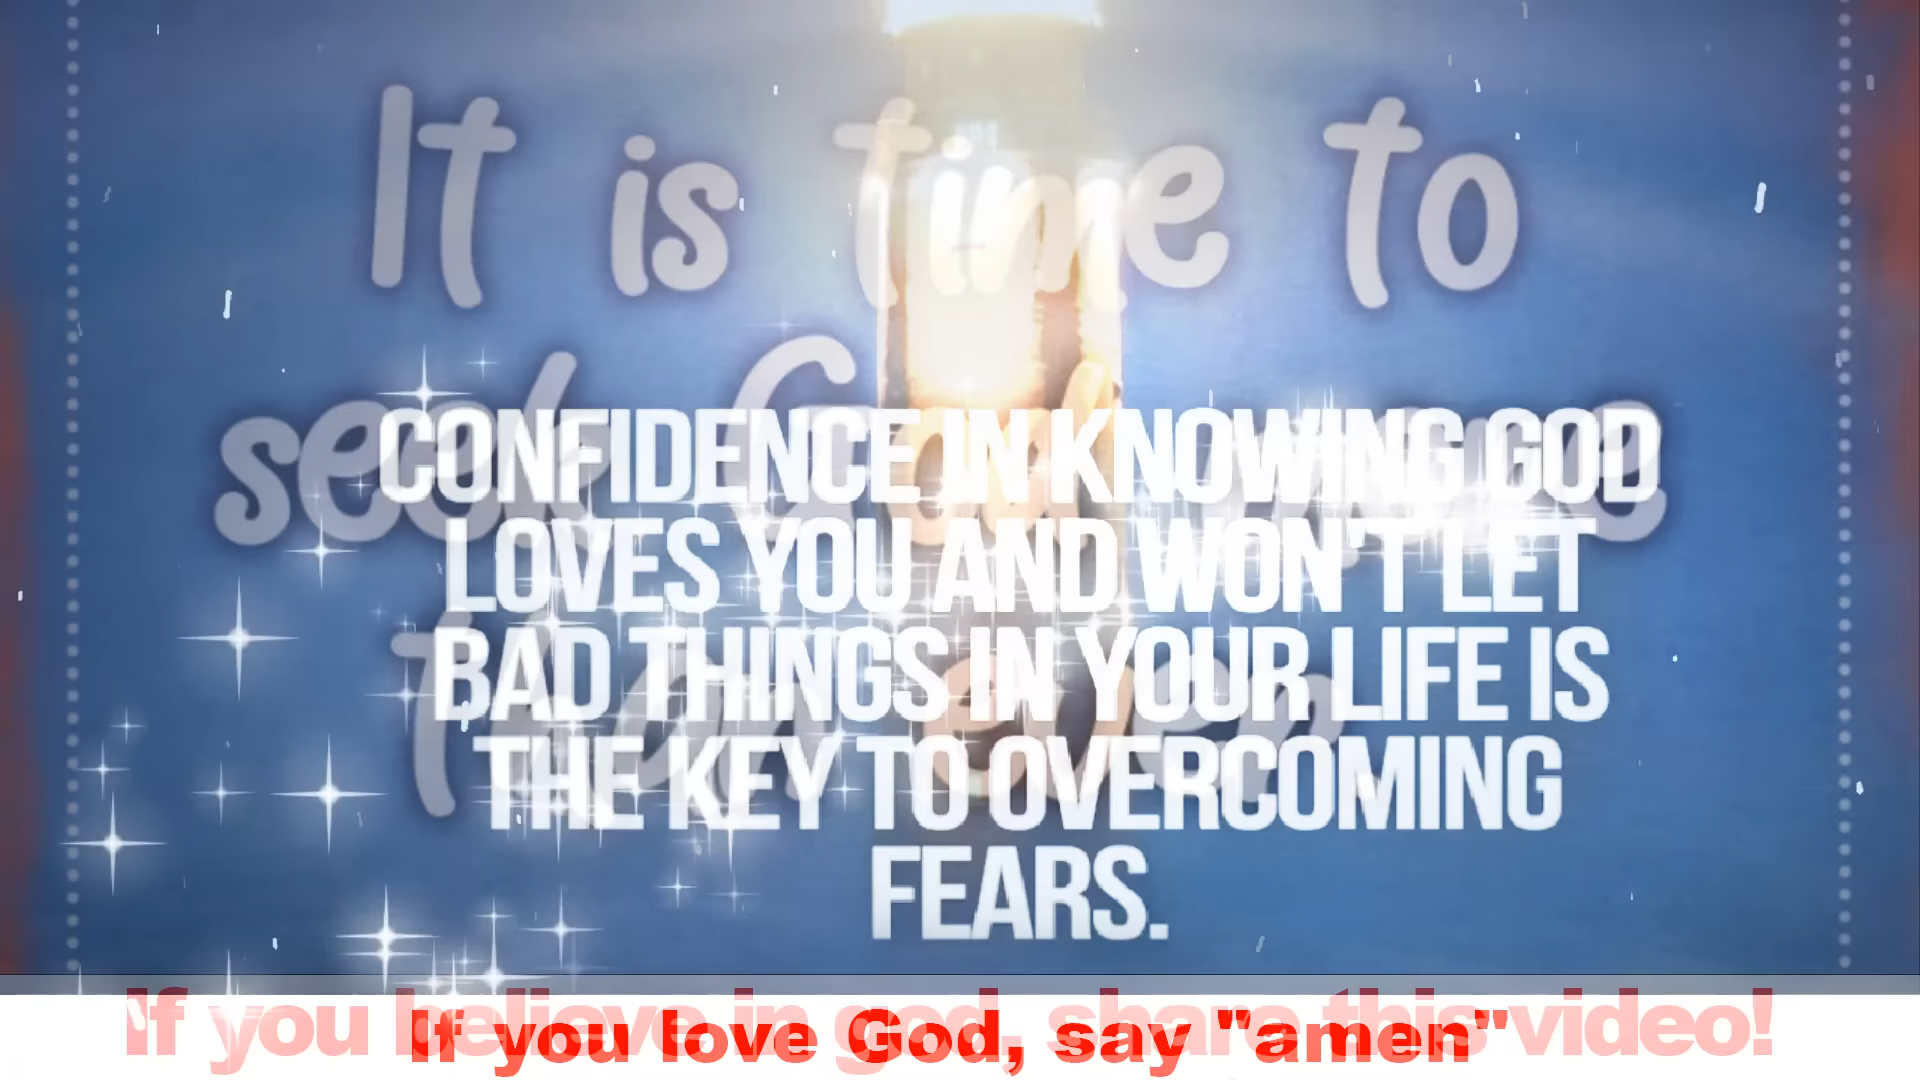 It is time to
seek God
CONFIDENCE IN KNOWING GOD
LOVES YOU AND WON'T LET
BAD THINGS IN YOUR LIFE IS
than ever
THE KEY TO OVERCOMING
FEARS.
If you believe in god, share this video!
If you love God, say "amen"